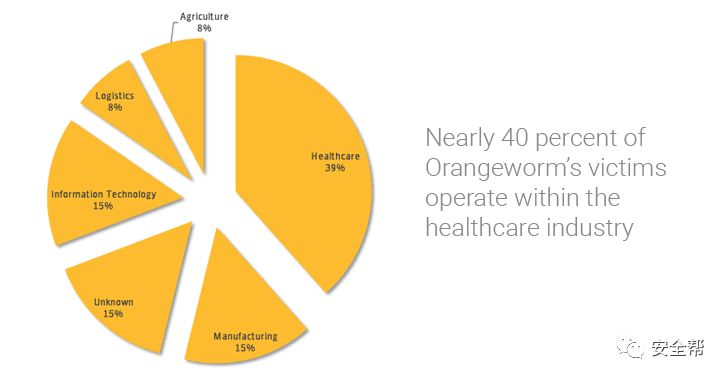 Agriculture
8%
Logistics
8%
Healthcare
39%
Information Technology
15%
Unknown
15%
Manufacturing
15%
Nearly 40 percent of
Orangeworm’s victims
operate within the
healthcare industry
安全帮